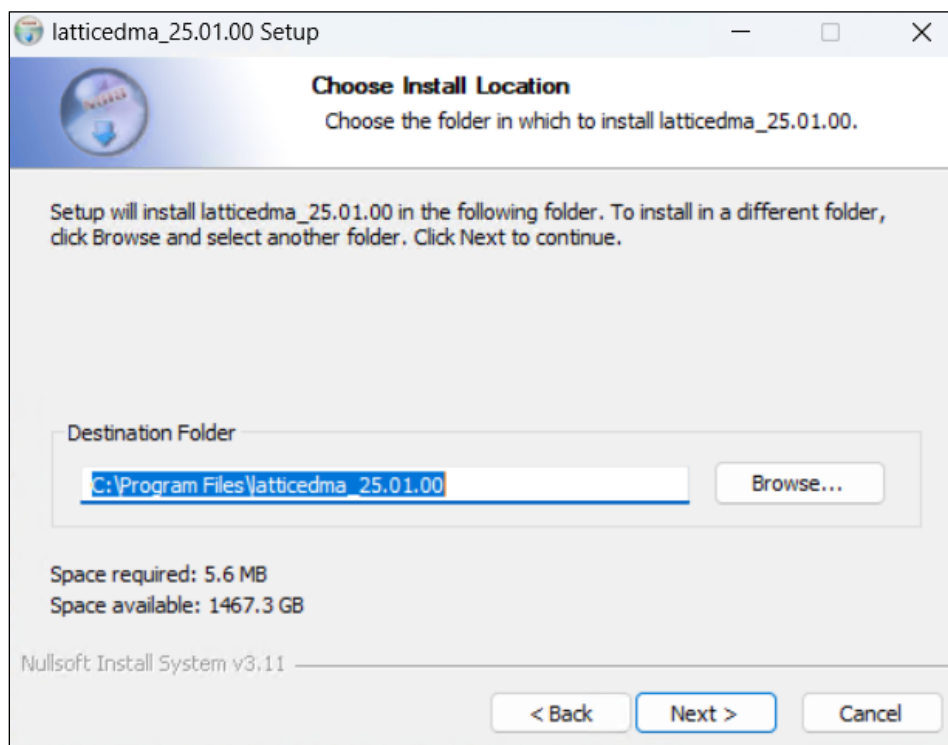 latticedma_25.01.00 Setup
Choose Install Location
Choose the folder in which to install latticedma_25.01.00.
NSIS
Setup will install latticedma_25.01.00 in the following folder. To install in a different folder,
click Browse and select another folder. Click Next to continue.
Destination Folder
C:\Program Files\latticedma_25.01.00
Browse...
Space required: 5.6 MB
Space available: 1467.3 GB
Nullsoft Install System v3.11
< Back
Next >
Cancel